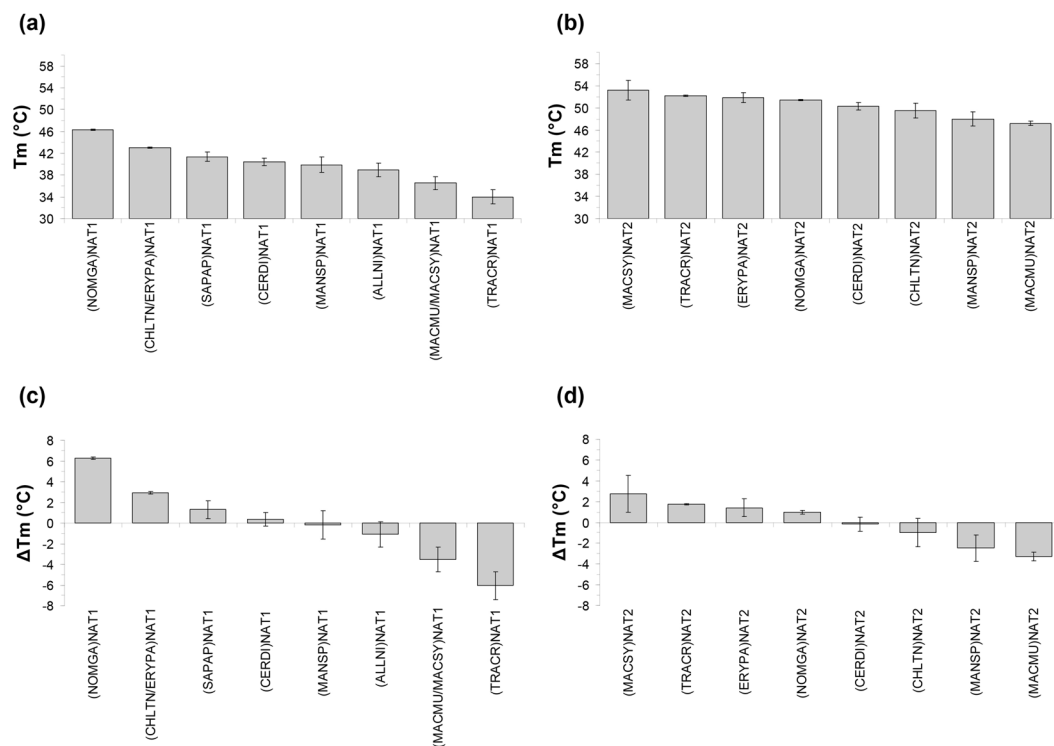 (a)
Tm (°C)
58
54
50
46
42
38
34
30
(NOMGA)NAT1
(CHLTN/ERYPA)NAT1
(SAPAP)NAT1
(CERDI)NAT1
(MANSP)NAT1
(ALLNI)NAT1
(MACMU/MACSY)NAT1
(TRACR)NAT1
(b)
Tm (°C)
58
54
50
46
42
38
34
30
(MACSY)NAT2
(TRACR)NAT2
(ERYPA)NAT2
(NOMGA)NAT2
(CERDI)NAT2
(CHLTN)NAT2
(MANSP)NAT2
(MACMU)NAT2
(c)
ΔTm (°C)
8
6
4
2
0
-2
-4
-6
-8
(NOMGA)NAT1
(CHLTN/ERYPA)NAT1
(SAPAP)NAT1
(CERDI)NAT1
(MANSP)NAT1
(ALLNI)NAT1
(MACMU/MACSY)NAT1
(TRACR)NAT1
(d)
ΔTm (°C)
8
6
4
2
0
-2
-4
-6
-8
(MACSY)NAT2
(TRACR)NAT2
(ERYPA)NAT2
(NOMGA)NAT2
(CERDI)NAT2
(CHLTN)NAT2
(MANSP)NAT2
(MACMU)NAT2